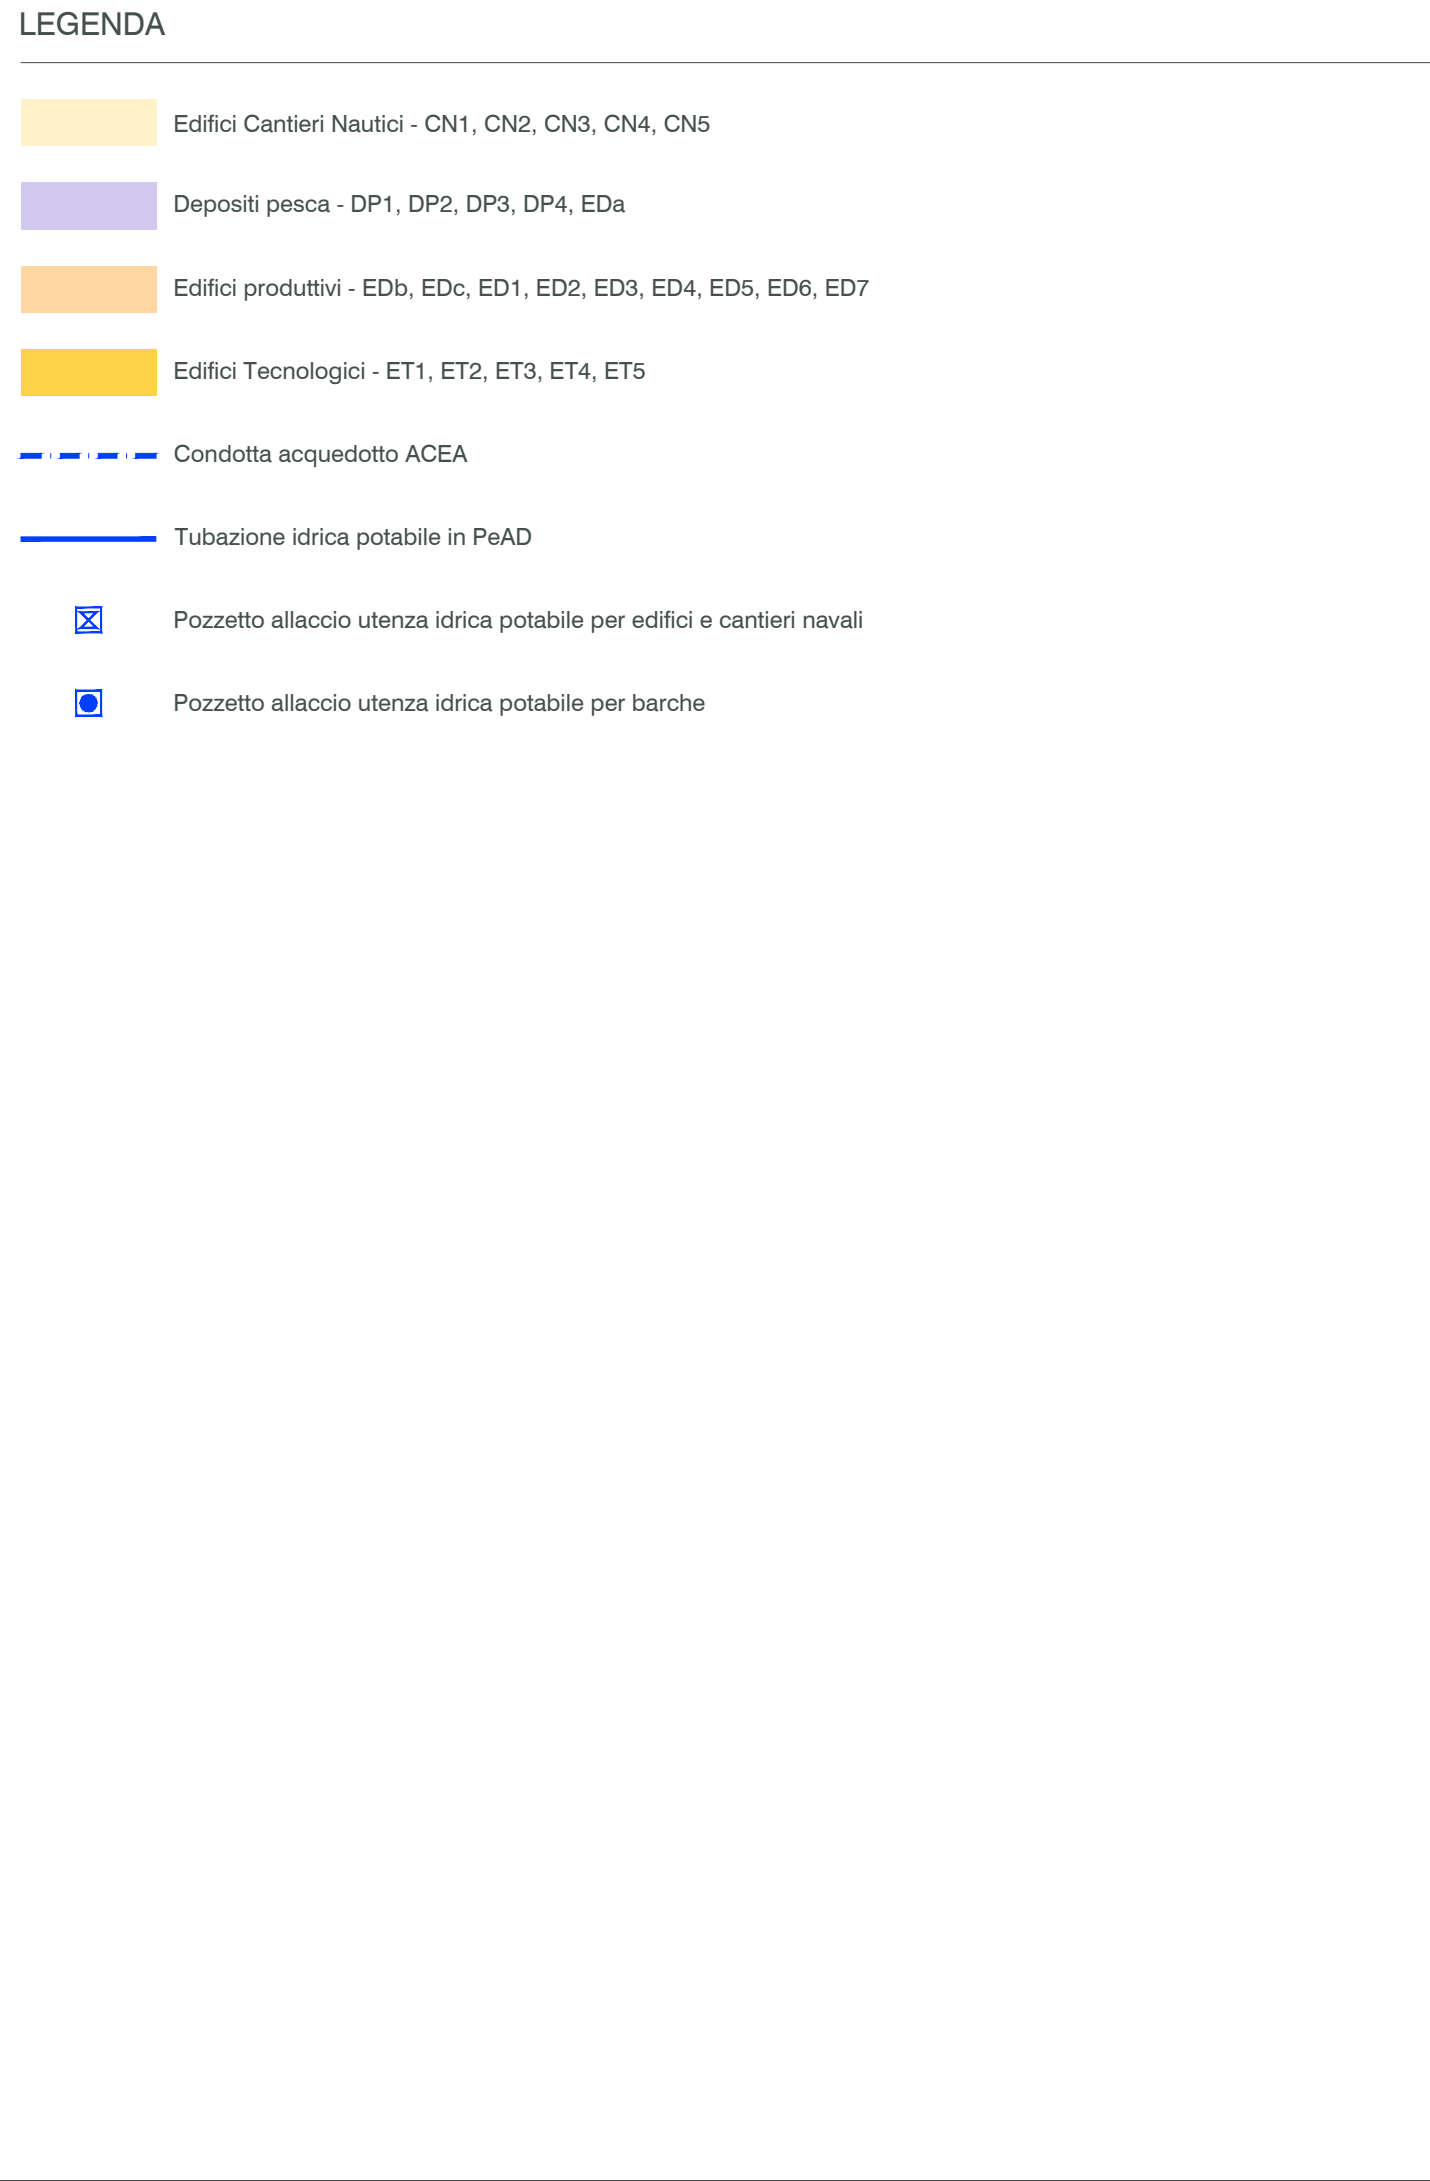 LEGENDA
Edifici Cantieri Nautici - CN1, CN2, CN3, CN4, CN5
Depositi pesca - DP1, DP2, DP3, DP4, EDa
Edifici produttivi - EDb, EDc, ED1, ED2, ED3, ED4, ED5, ED6, ED7
Edifici Tecnologici - ET1, ET2, ET3, ET4, ET5
Condotta acquedotto ACEA
Tubazione idrica potabile in PeAD
Pozzetto allaccio utenza idrica potabile per edifici e cantieri navali
Pozzetto allaccio utenza idrica potabile per barche